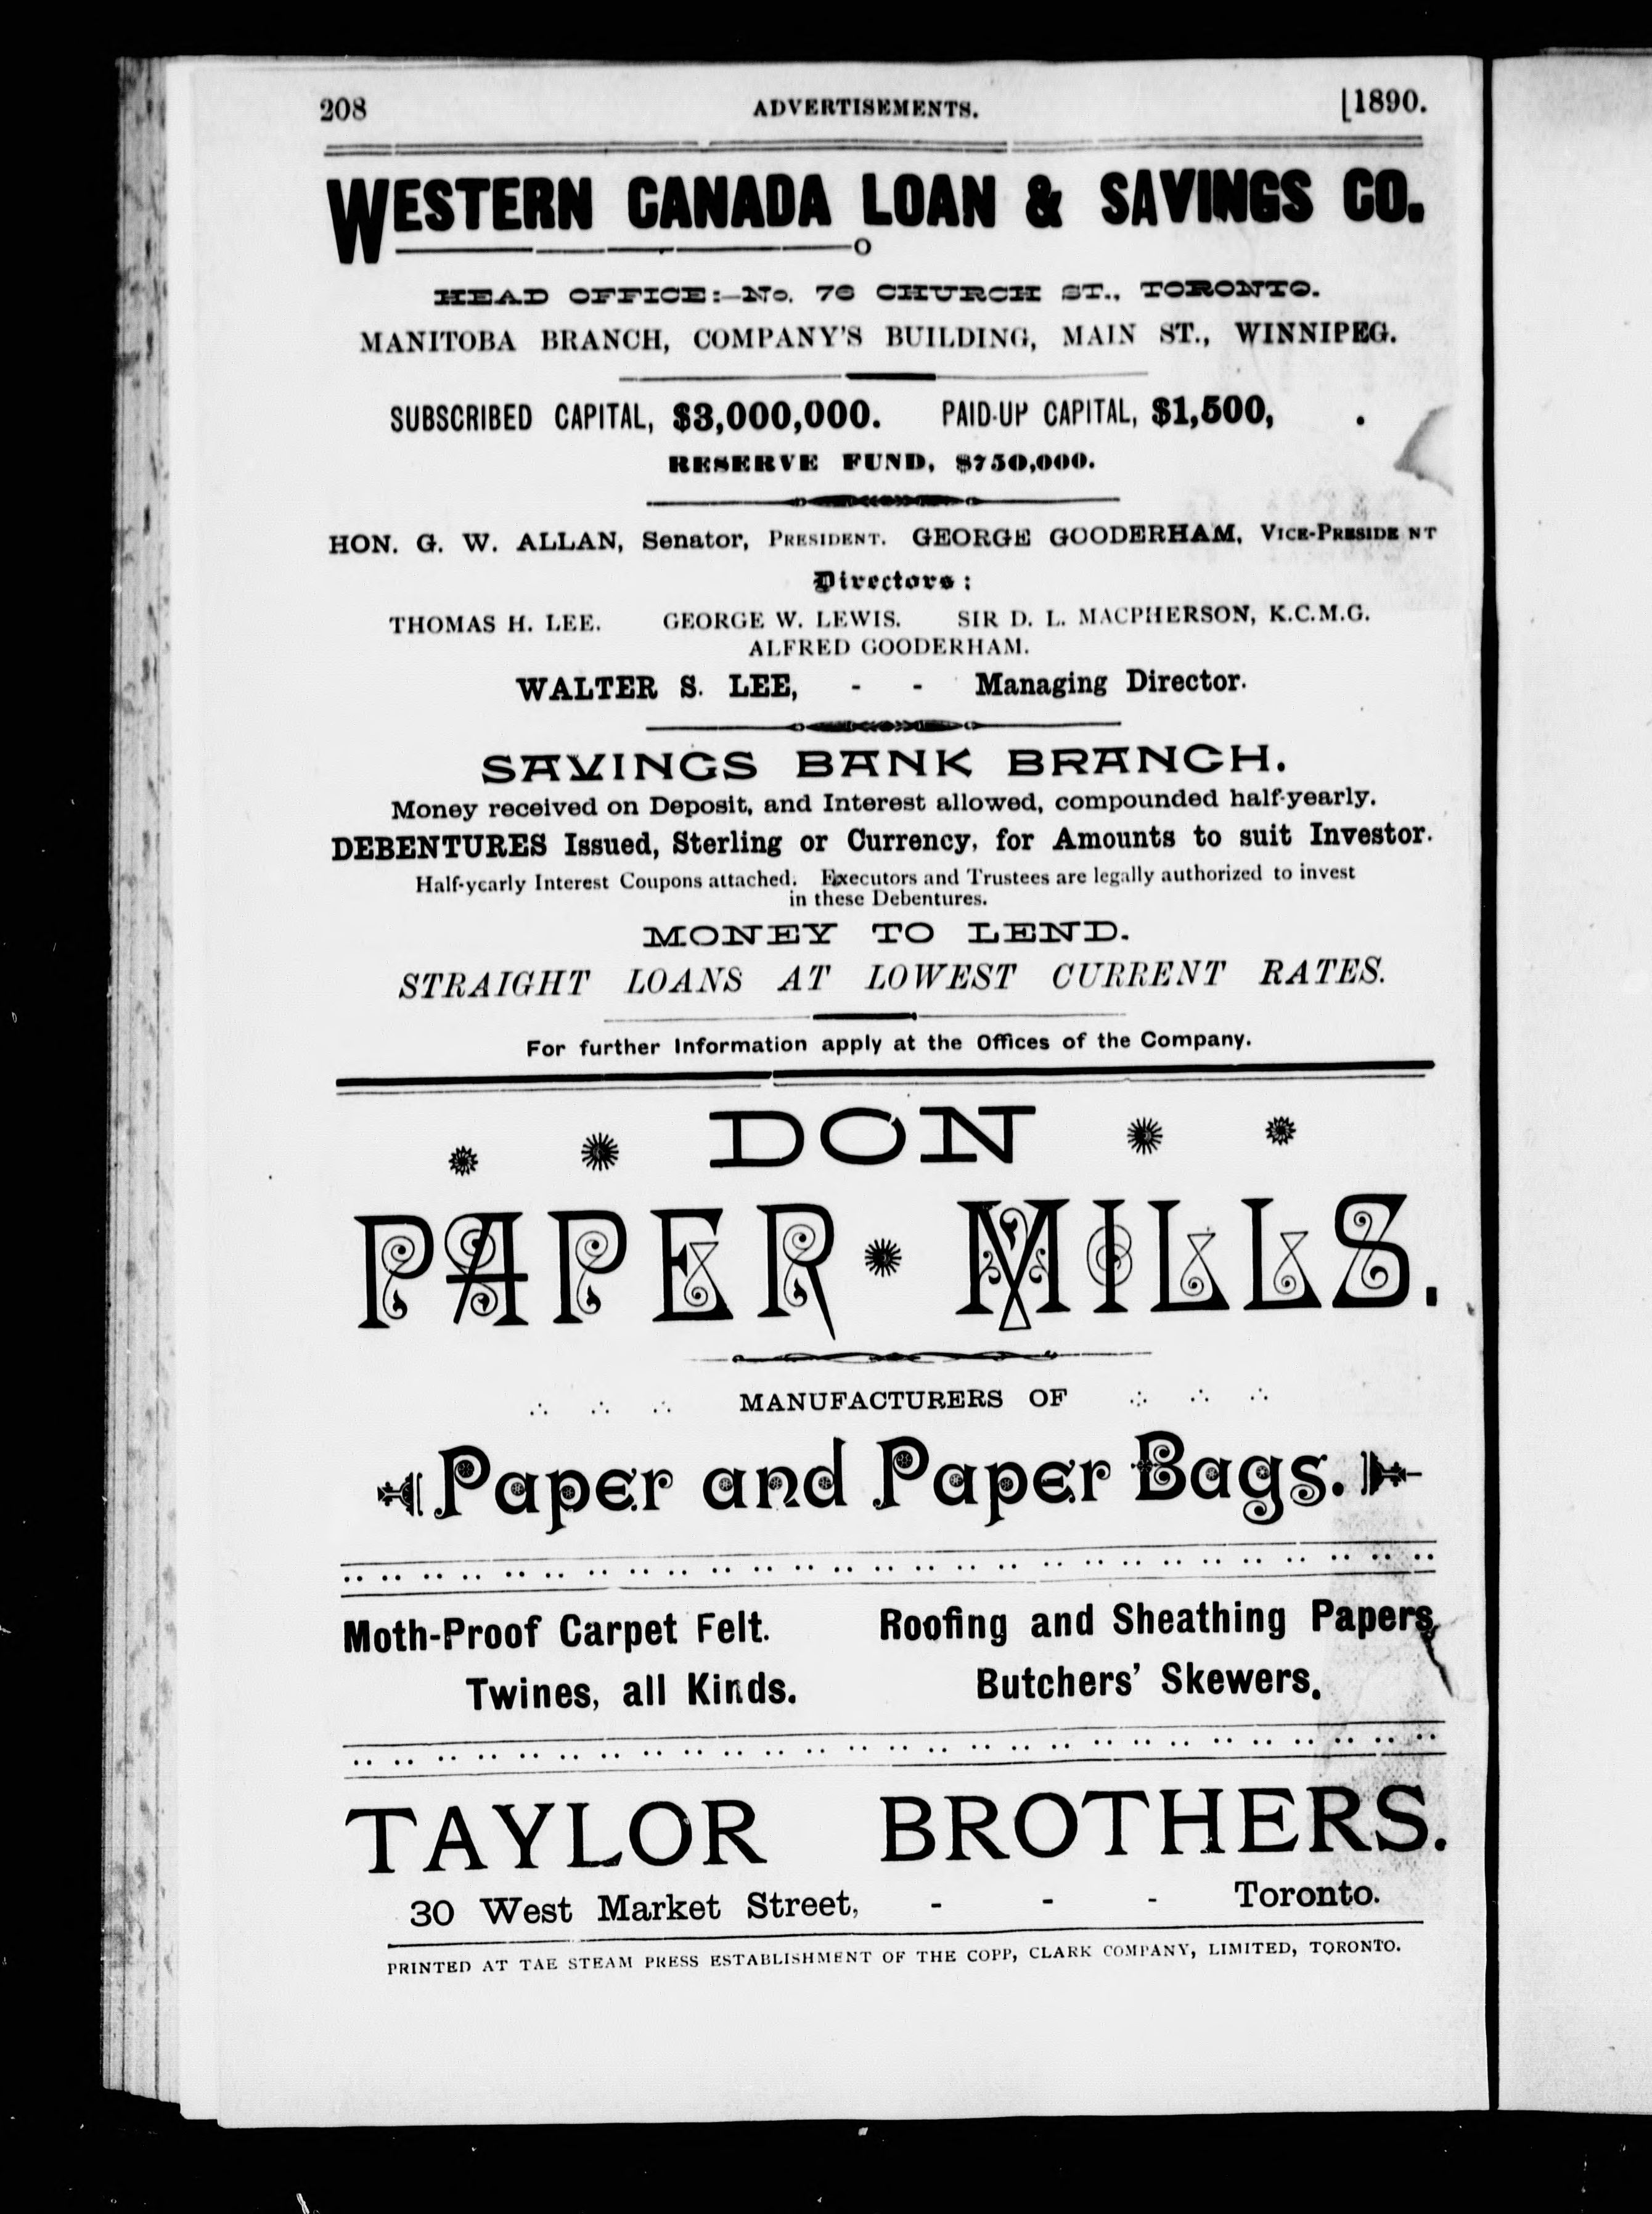 208 ADVERTISEMENTS. [1890.
WESTERN CANADA LOAN & SAVINGS CO.
HEAD OFFICE:—No. 76 CHURCH ST., TORONTO.
MANITOBA BRANCH, COMPANY'S BUILDING, MAIN ST., WINNIPEG.
SUBSCRIBED CAPITAL, $3,000,000. PAID-UP CAPITAL, $1,500, .
RESERVE FUND, $750,000.
HON. G. W. ALLAN, Senator, PRESIDENT. GEORGE GOODERHAM, VICE-PRESIDENT
Directors:
THOMAS H. LEE. GEORGE W. LEWIS. SIR D. L. MACPHERSON, K.C.M.G.
ALFRED GOODERHAM.
WALTER S. LEE, - - Managing Director.
SAVINGS BANK BRANCH.
Money received on Deposit, and Interest allowed, compounded half-yearly.
DEBENTURES Issued, Sterling or Currency, for Amounts to suit Investor.
Half-yearly Interest Coupons attached. Executors and Trustees are legally authorized to invest
in these Debentures.
MONEY TO LEND.
STRAIGHT LOANS AT LOWEST CURRENT RATES.
For further Information apply at the Offices of the Company.
DON
PAPER MILLS.
MANUFACTURERS OF
Paper and Paper Bags.
Moth-Proof Carpet Felt. Roofing and Sheathing Papers,
Twines, all Kinds. Butchers' Skewers.
TAYLOR BROTHERS.
30 West Market Street, - - - Toronto.
PRINTED AT TAE STEAM PRESS ESTABLISHMENT OF THE COPP, CLARK COMPANY, LIMITED, TORONTO.